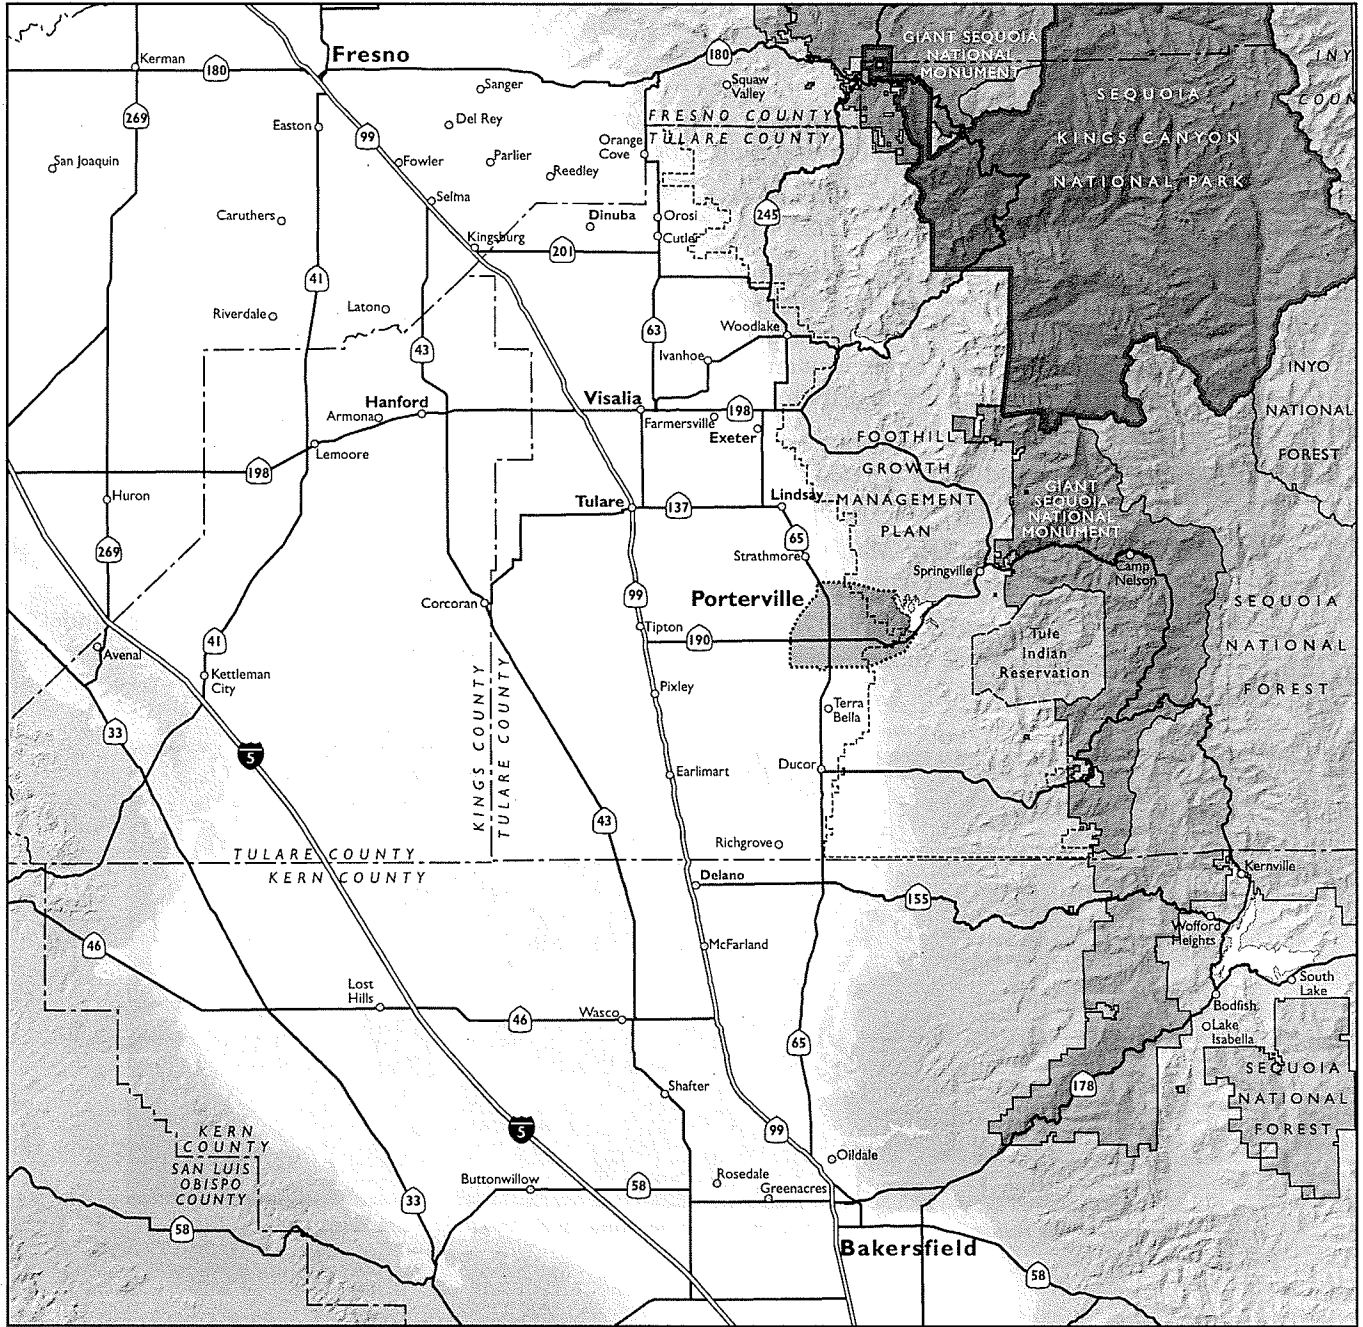 Kerman
180
Fresno
180
GIANT SEQUOIA
NATIONAL
MONUMENT
INY
COUN
Sanger
Squaw
Valley
SEQUOIA
KINGS CANYON
NATIONAL PARK
269
Easton
99
Del Rey
FRESNO COUNTY
TULARE COUNTY
Orange
Cove
San Joaquin
Fowler
Parlier
Reedley
Selma
Caruthers
Dinuba
Orosi
245
Kingsburg
201
Cutler
41
Riverdale
Laton
43
63
Woodlake
Ivanhoe
INYO
NATIONAL
FOREST
Hanford
Armona
Visalia
198
Farmersville
Exeter
Lemoore
198
FOOTHILL
GROWTH
MANAGEMENT
PLAN
Huron
Tulare
137
Lindsay
GIANT
SEQUOIA
NATIONAL
MONUMENT
269
65
Strathmore
Springville
Camp
Nelson
Corcoran
99
Porterville
SEQUOIA
NATIONAL
FOREST
41
Tipton
190
Tule
Indian
Reservation
Avenal
Kettleman
City
KINGS COUNTY
TULARE COUNTY
Pixley
Terra
Bella
33
5
Earlimart
Ducor
43
Richgrove
TULARE COUNTY
KERN COUNTY
Kernville
Delano
155
46
McFarland
Wofford
Heights
Lost
Hills
South
Lake
46
Wasco
Bodfish
Lake
Isabella
65
SEQUOIA
NATIONAL
FOREST
Shafter
178
5
99
KERN
COUNTY
SAN LUIS
OBISPO
COUNTY
Oildale
Buttonwillow
58
Rosedale
Greenacres
33
58
Bakersfield
58